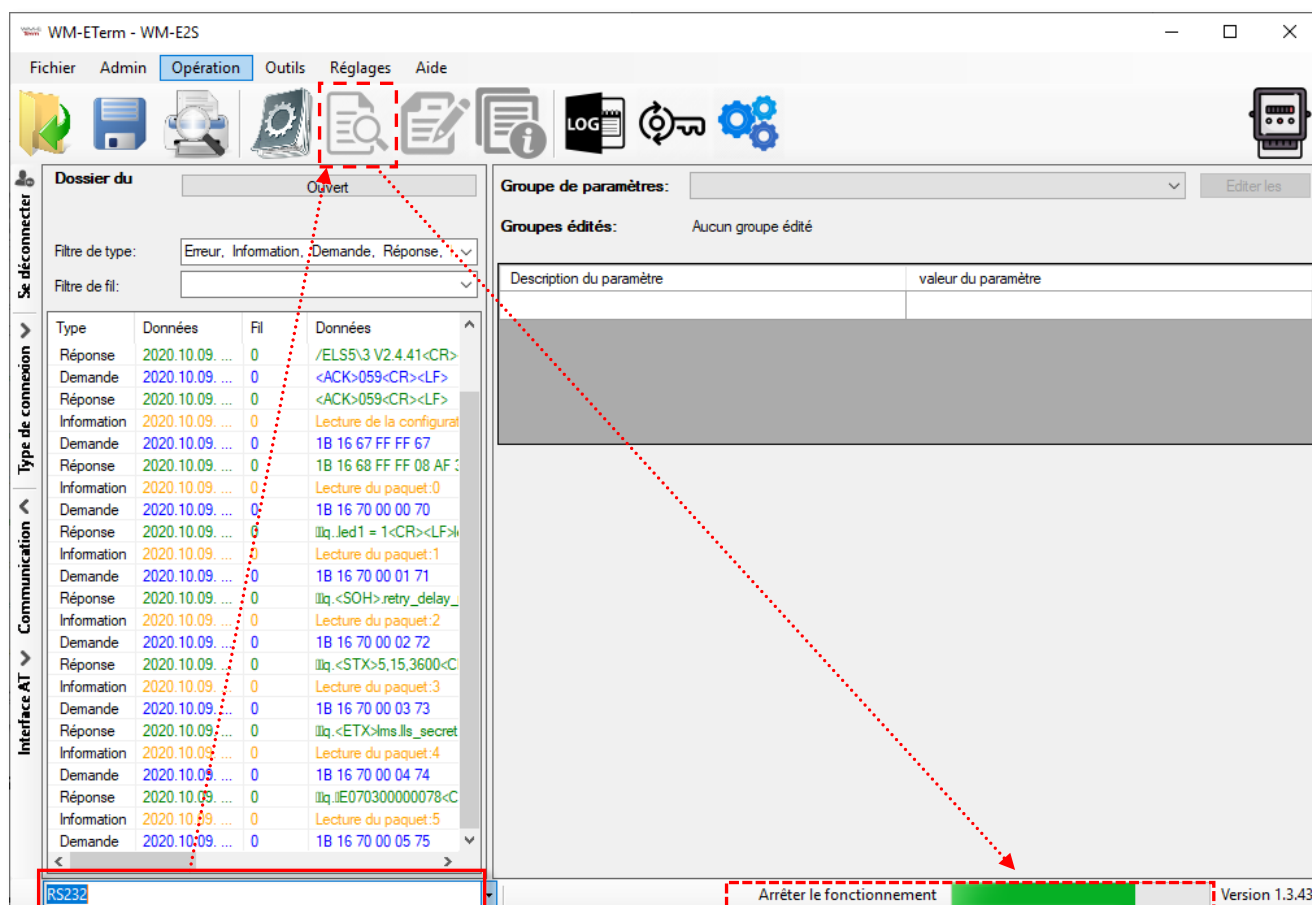 WM-ETerm - WM-E2S
Fichier Admin Opération Outils Réglages Aide
LOG
Se déconnecter
Type de connexion
Communication
Interface AT
Dossier du
Ouvert
Filtre de type: Erreur, Information, Demande, Réponse,
Filtre de fil:
Type Données Fil Données
Réponse 2020.10.09. ... 0 /ELS5\3 V2.4.41<CR>
Demande 2020.10.09. ... 0 <ACK>059<CR><LF>
Réponse 2020.10.09. ... 0 <ACK>059<CR><LF>
Information 2020.10.09. ... 0 Lecture de la configurat
Demande 2020.10.09. ... 0 1B 16 67 FF FF 67
Réponse 2020.10.09. ... 0 1B 16 68 FF FF 08 AF
Information 2020.10.09. ... 0 Lecture du paquet:0
Demande 2020.10.09. ... 0 1B 16 70 00 00 70
Réponse 2020.10.09. ... 0 q..led1 = 1<CR><LF>
Information 2020.10.09. ... 0 Lecture du paquet:1
Demande 2020.10.09. ... 0 1B 16 70 00 01 71
Réponse 2020.10.09. ... 0 q.<SOH>.retry_delay_
Information 2020.10.09. ... 0 Lecture du paquet:2
Demande 2020.10.09. ... 0 1B 16 70 00 02 72
Réponse 2020.10.09. ... 0 q.<STX>5,15,3600<C
Information 2020.10.09. ... 0 Lecture du paquet:3
Demande 2020.10.09. ... 0 1B 16 70 00 03 73
Réponse 2020.10.09. ... 0 q.<ETX>lms.lls_secret
Information 2020.10.09. ... 0 Lecture du paquet:4
Demande 2020.10.09. ... 0 1B 16 70 00 04 74
Réponse 2020.10.09. ... 0 q.E070300000078<C
Information 2020.10.09. ... 0 Lecture du paquet:5
Demande 2020.10.09. ... 0 1B 16 70 00 05 75
Groupe de paramètres: Editer les
Groupes édités: Aucun groupe édité
Description du paramètre valeur du paramètre
RS232
Arrêter le fonctionnement
Version 1.3.43